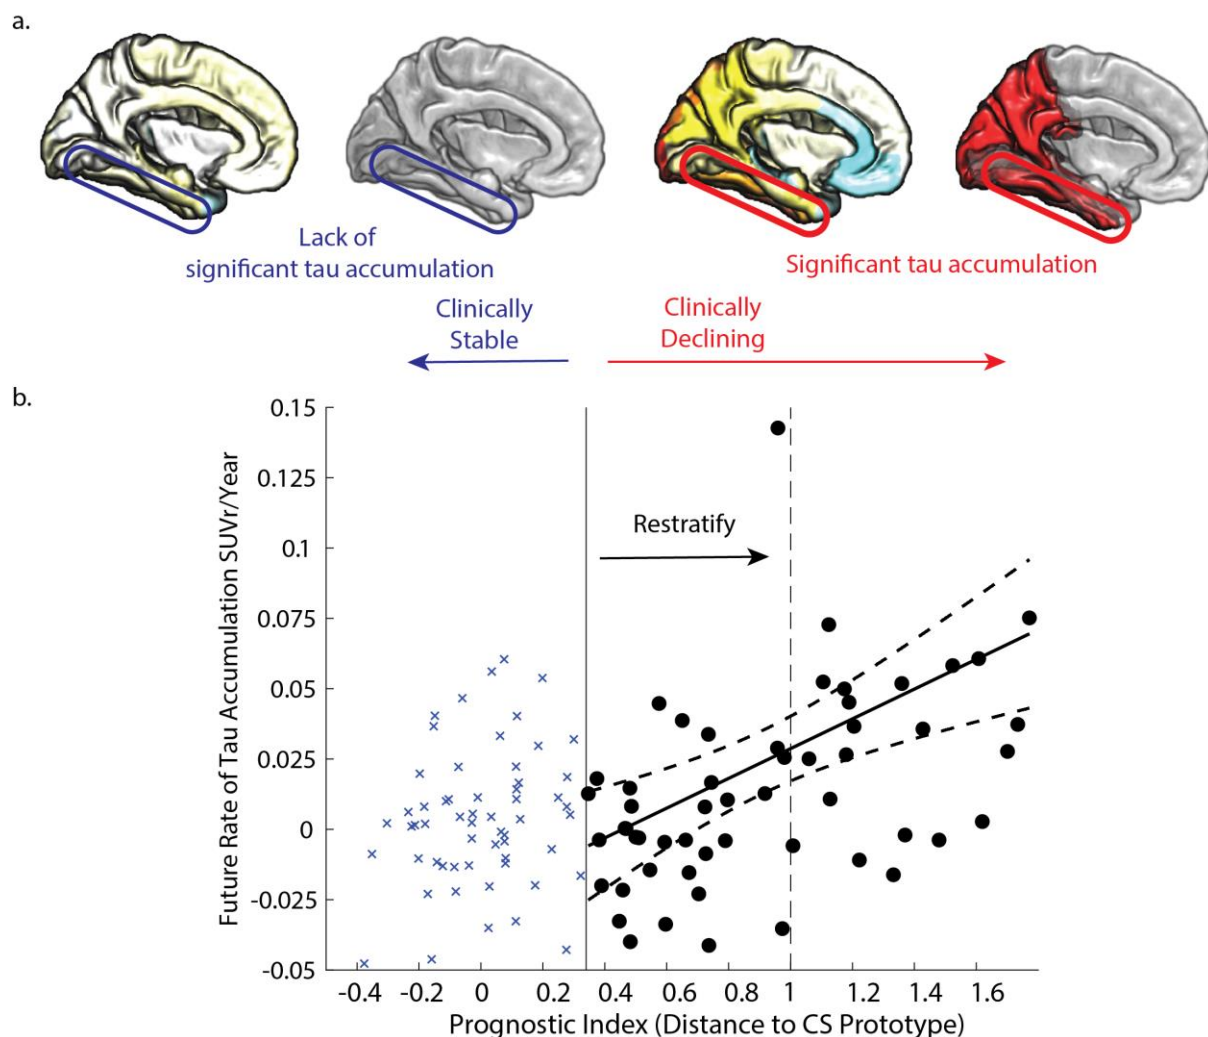 a.
Lack of
significant tau accumulation
Significant tau accumulation
Clinically
Stable
Clinically
Declining
b.
Future Rate of Tau Accumulation SUVr/Year
0.15
0.125
0.1
0.075
0.05
0.025
0
-0.025
-0.05
Restratify
-0.4 -0.2 0 0.2 0.4 0.6 0.8 1 1.2 1.4 1.6
Prognostic Index (Distance to CS Prototype)